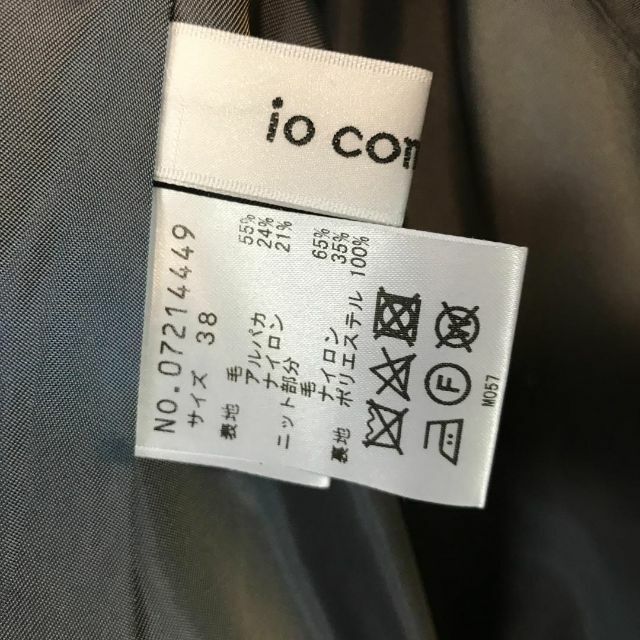 io com
No.07214449
サイズ 38
表地 毛 55%
アルパカ 24%
ナイロン 21%
ニット部分
毛 65%
ナイロン 35%
裏地 ポリエステル 100%
F
W
M057